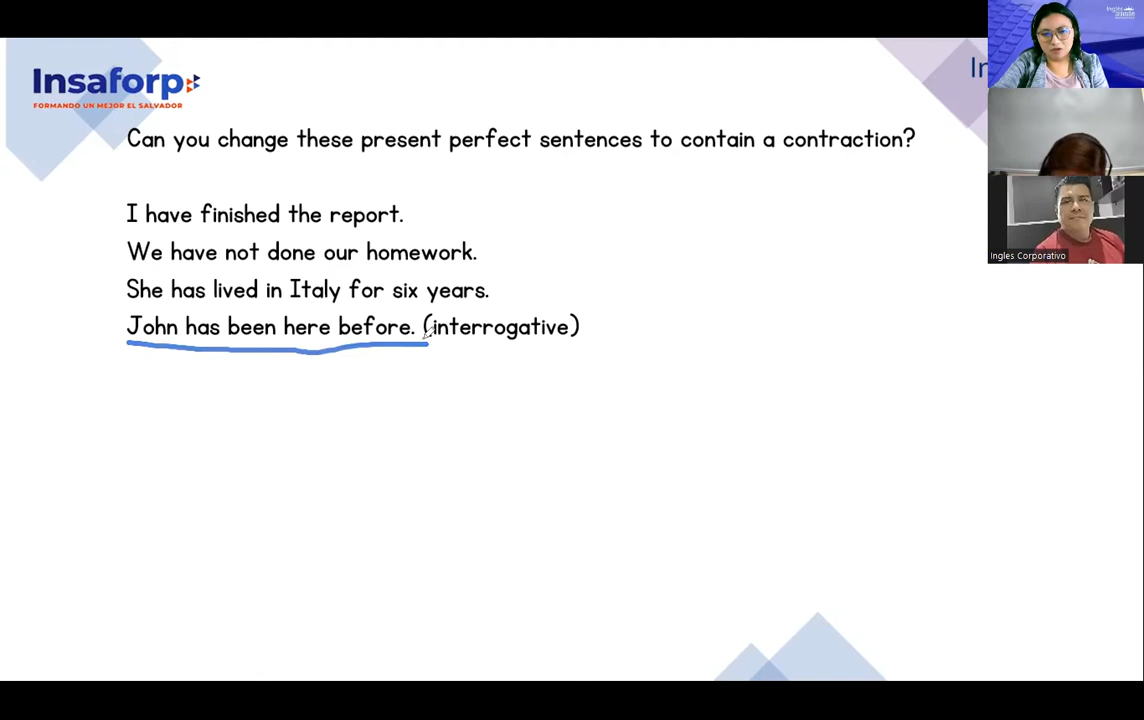 Insaforp
FORMANDO UN MEJOR EL SALVADOR
In
Can you change these present perfect sentences to contain a contraction?
I have finished the report.
We have not done our homework.
She has lived in Italy for six years.
John has been here before. (interrogative)
Ingles Corporativo